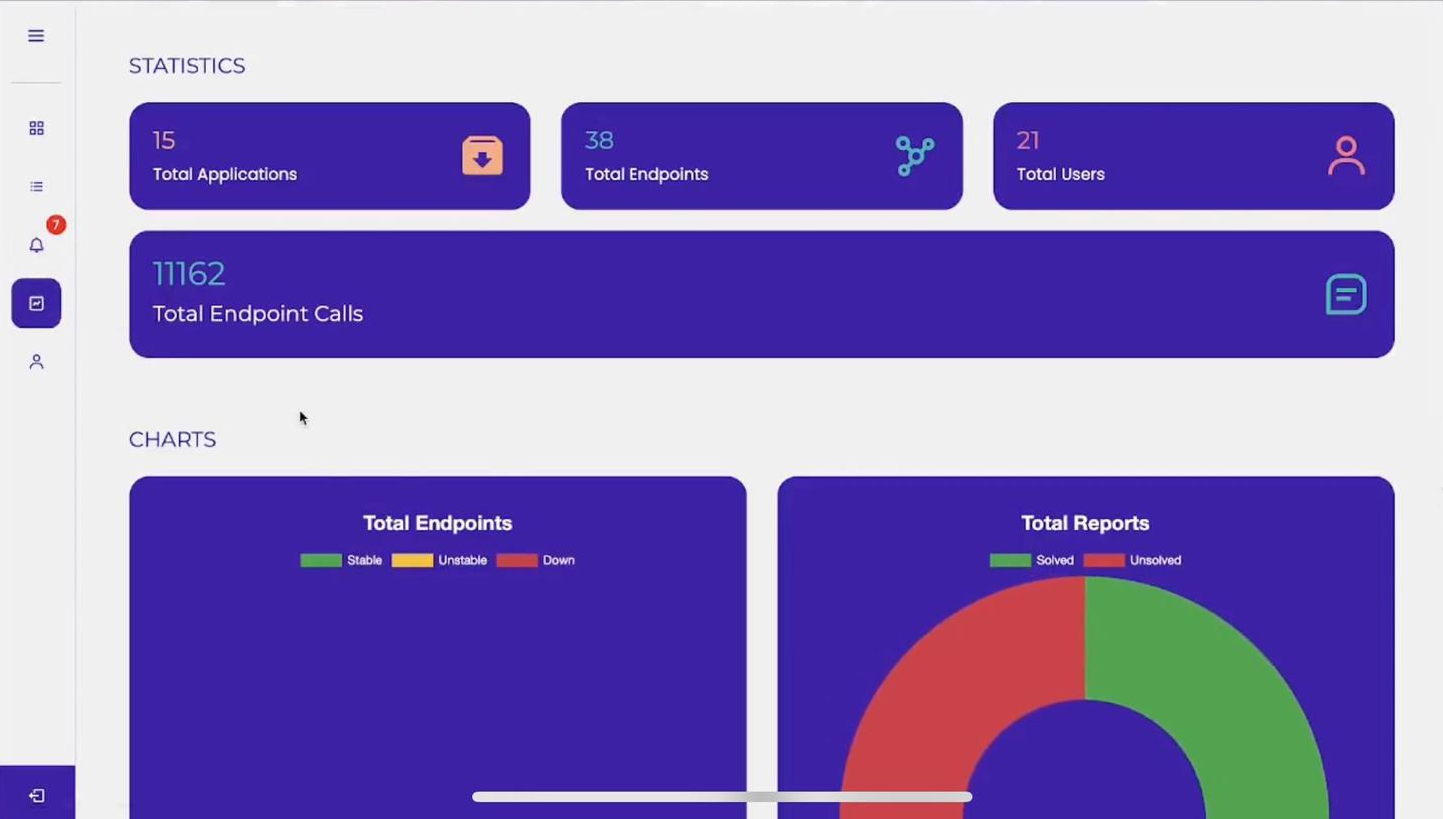 STATISTICS
15
Total Applications
38
Total Endpoints
21
Total Users
7
11162
Total Endpoint Calls
CHARTS
Total Endpoints
Stable Unstable Down
Total Reports
Solved Unsolved